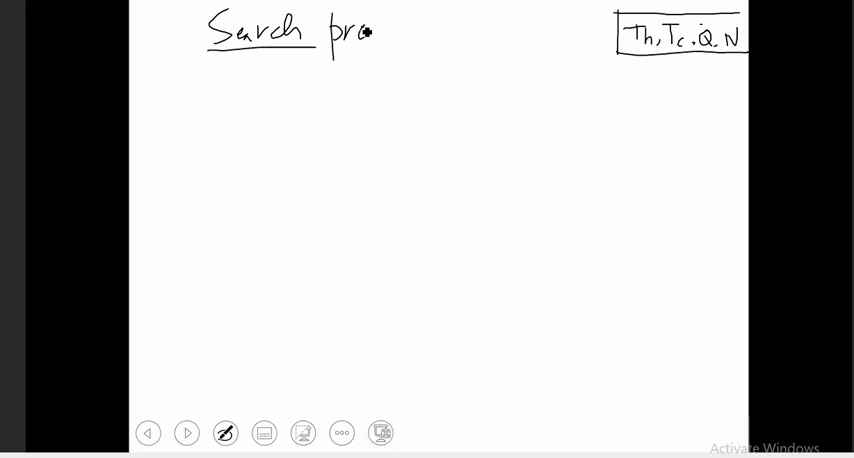 Search pro
Th, Tc, Q̇, N
Activate Windows